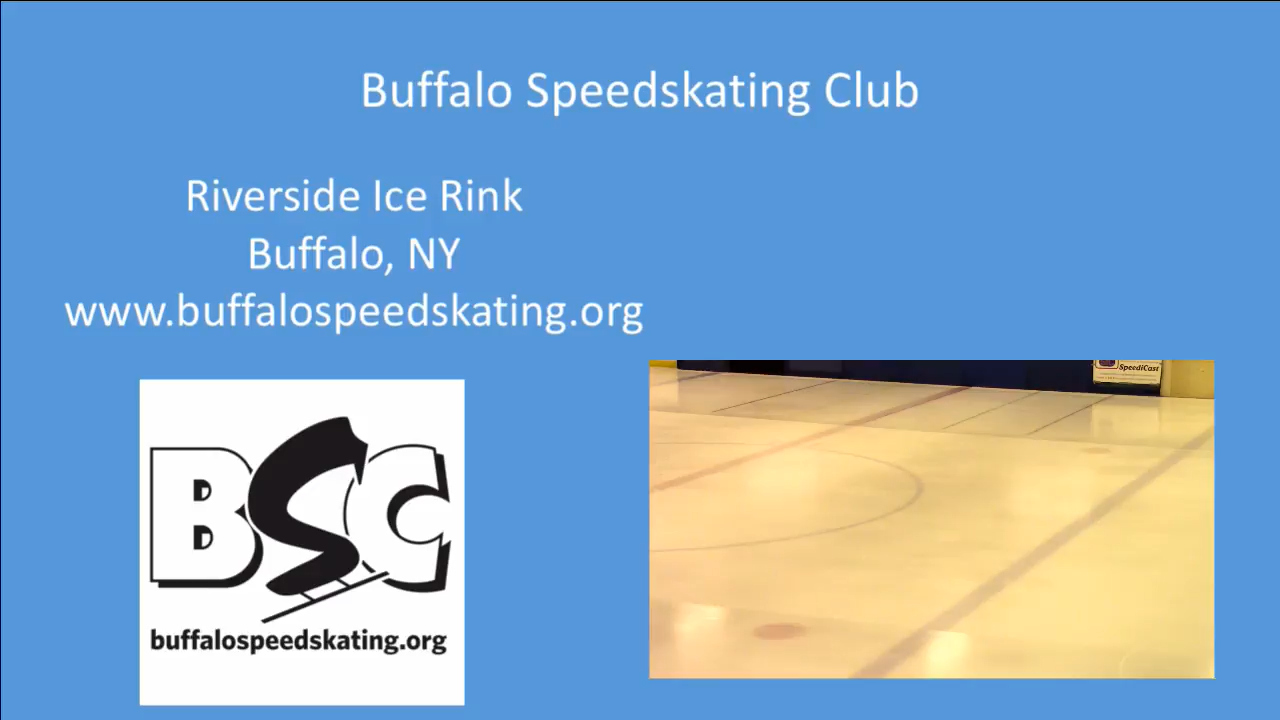 Buffalo Speedskating Club
Riverside Ice Rink
Buffalo, NY
www.buffalospeedskating.org
BSC
buffalospeedskating.org
SpeediCast